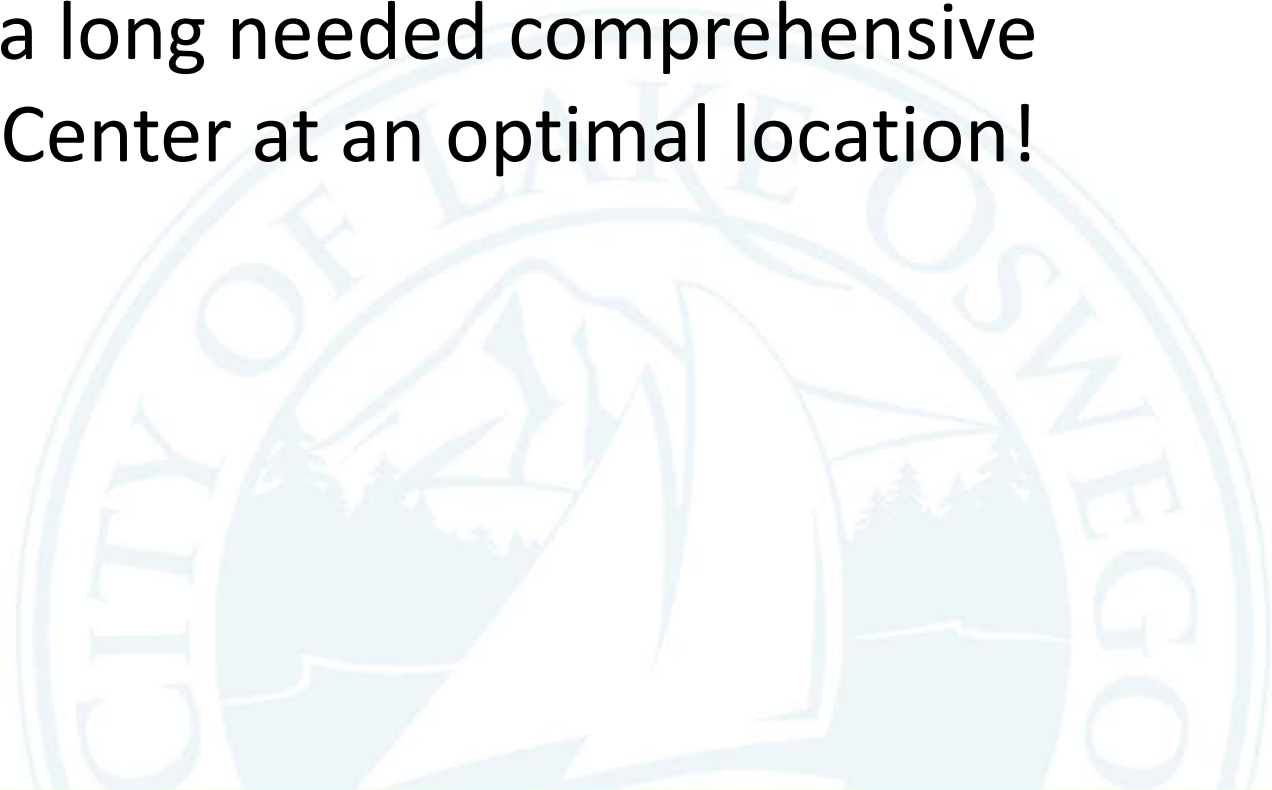 a long needed comprehensive
Center at an optimal location!
CITY OF LAKE OSWEGO